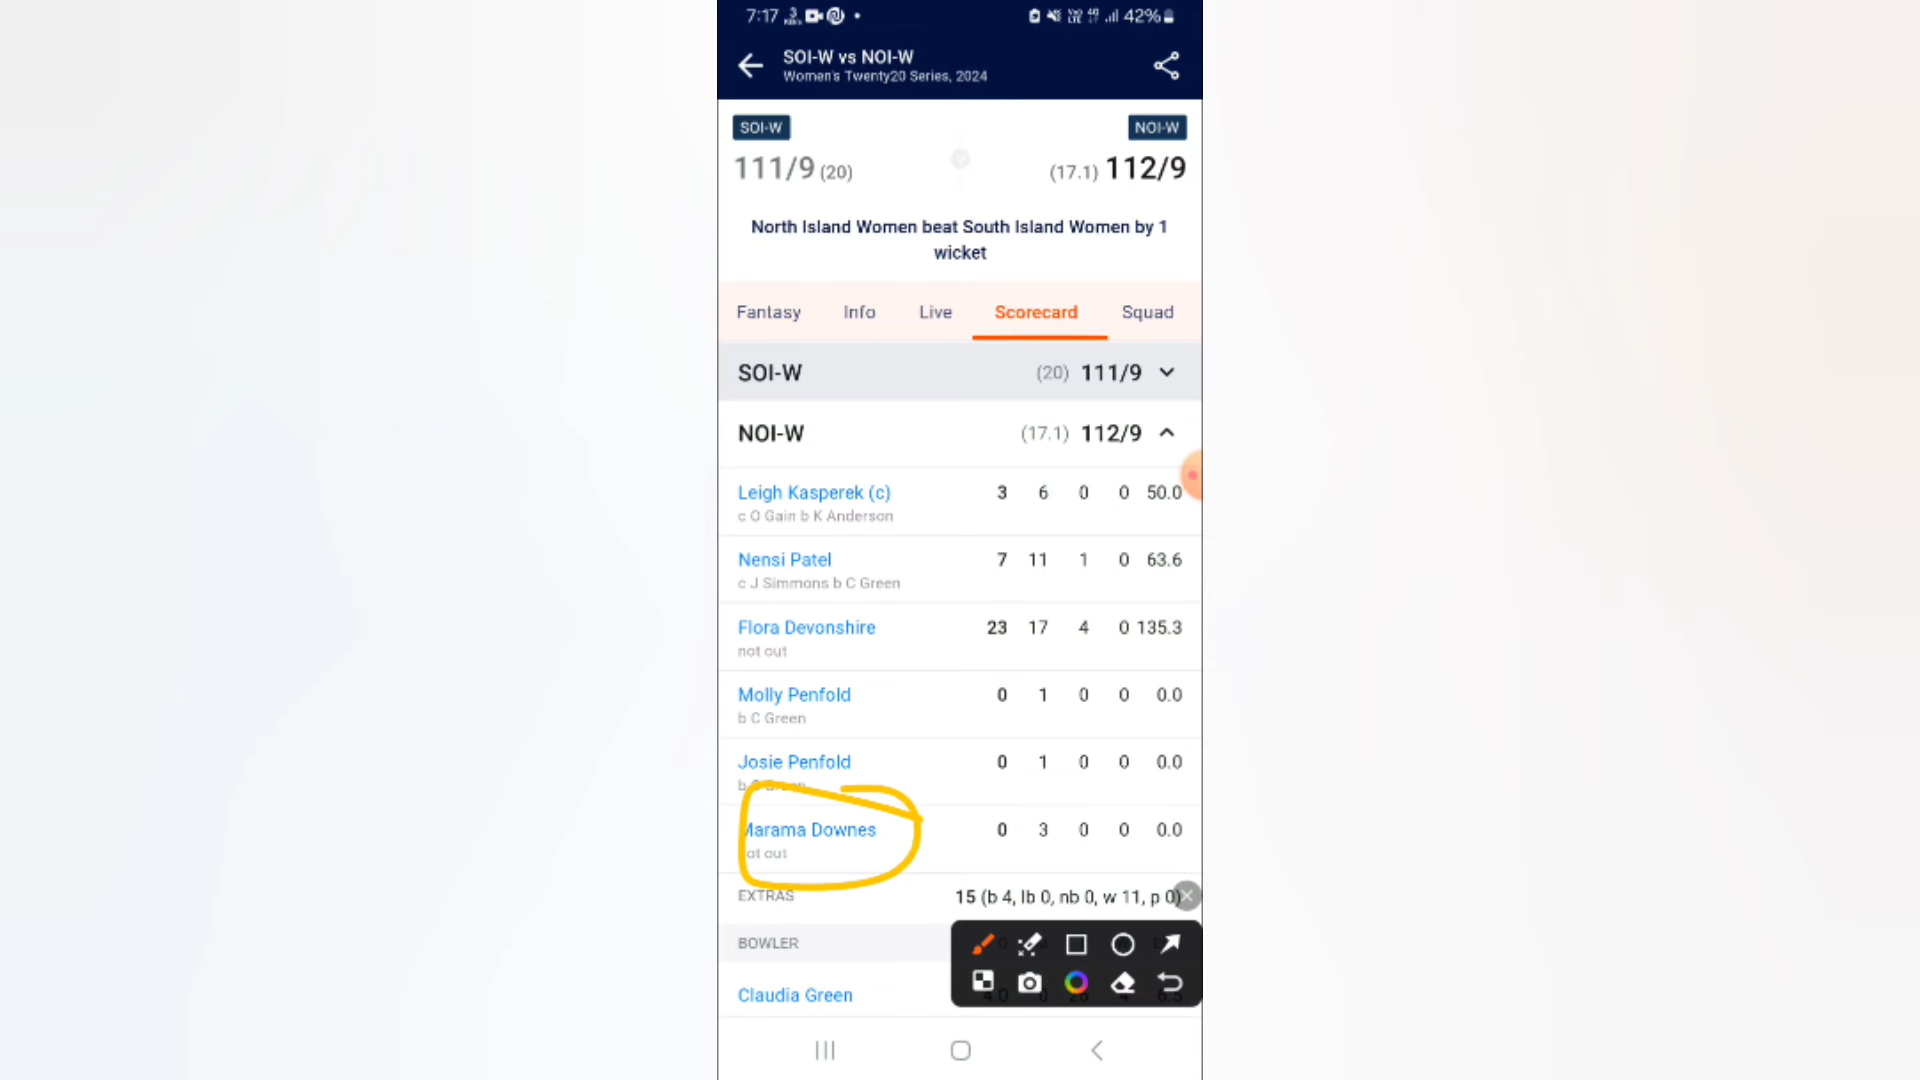 7:17 42%
SOI-W vs NOI-W
Women's Twenty20 Series, 2024
SOI-W NOI-W
111/9 (20) (17.1) 112/9
North Island Women beat South Island Women by 1
wicket
Fantasy Info Live Scorecard Squad
SOI-W (20) 111/9
NOI-W (17.1) 112/9
Leigh Kasperek (c) 3 6 0 0 50.0
c O Gain b K Anderson
Nensi Patel 7 11 1 0 63.6
c J Simmons b C Green
Flora Devonshire 23 17 4 0 135.3
not out
Molly Penfold 0 1 0 0 0.0
b C Green
Josie Penfold 0 1 0 0 0.0
b C Green
Marama Downes 0 3 0 0 0.0
not out
EXTRAS 15 (b 4, lb 0, nb 0, w 11, p 0)
BOWLER
Claudia Green